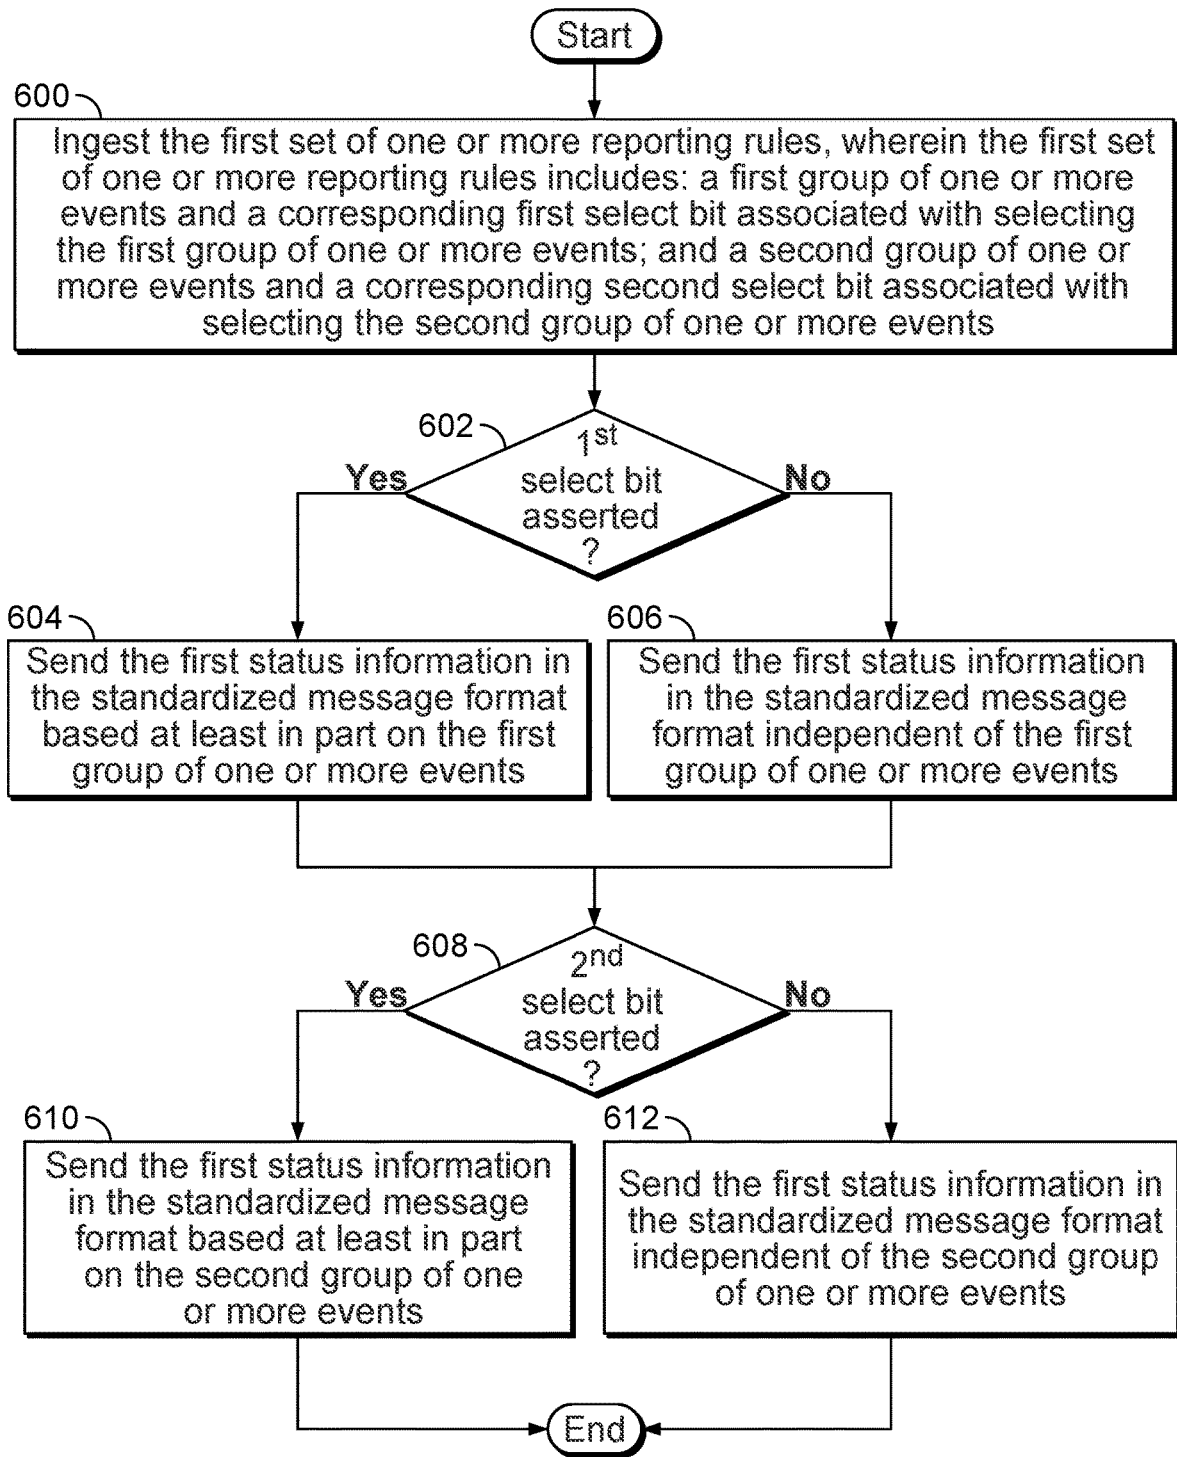 Start
600
Ingest the first set of one or more reporting rules, wherein the first set
of one or more reporting rules includes: a first group of one or more
events and a corresponding first select bit associated with selecting
the first group of one or more events; and a second group of one or
more events and a corresponding second select bit associated with
selecting the second group of one or more events
602
1st
select bit
asserted
?
Yes
No
604
Send the first status information in
the standardized message format
based at least in part on the first
group of one or more events
606
Send the first status information
in the standardized message
format independent of the first
group of one or more events
608
2nd
select bit
asserted
?
Yes
No
610
Send the first status information
in the standardized message
format based at least in part
on the second group of one
or more events
612
Send the first status information in
the standardized message format
independent of the second group
of one or more events
End